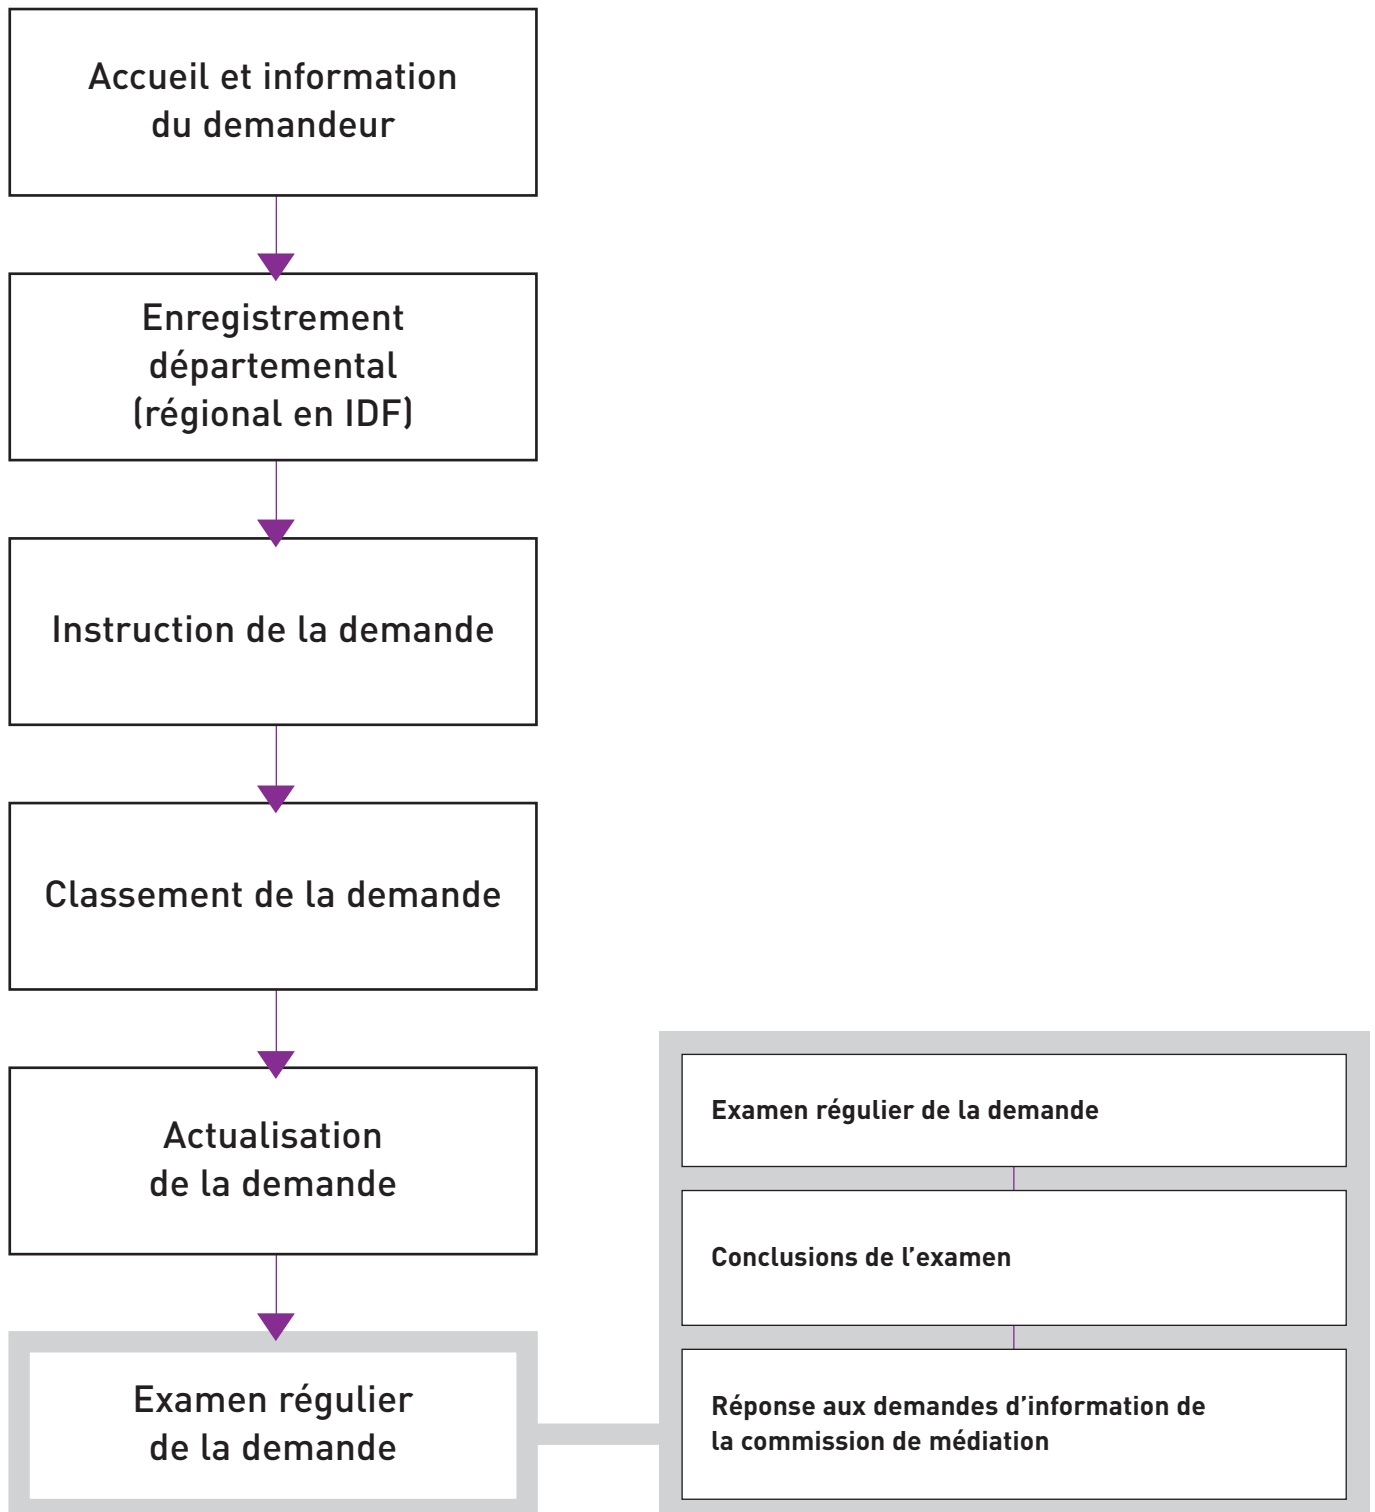 Accueil et information
du demandeur
Enregistrement
départemental
(régional en IDF)
Instruction de la demande
Classement de la demande
Actualisation
de la demande
Examen régulier
de la demande
Examen régulier de la demande
Conclusions de l’examen
Réponse aux demandes d’information de
la commission de médiation